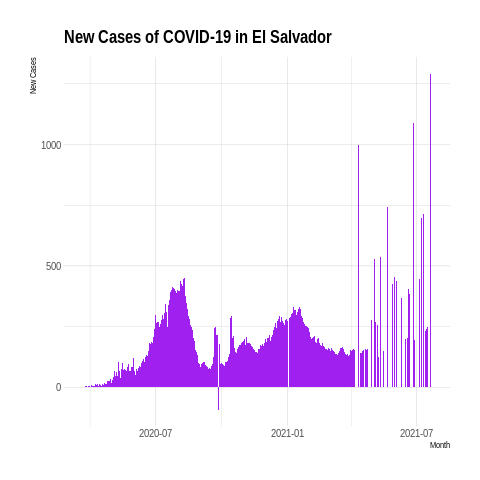 New Cases of COVID-19 in El Salvador
New Cases
1000
500
0
2020-07
2021-01
2021-07
Month